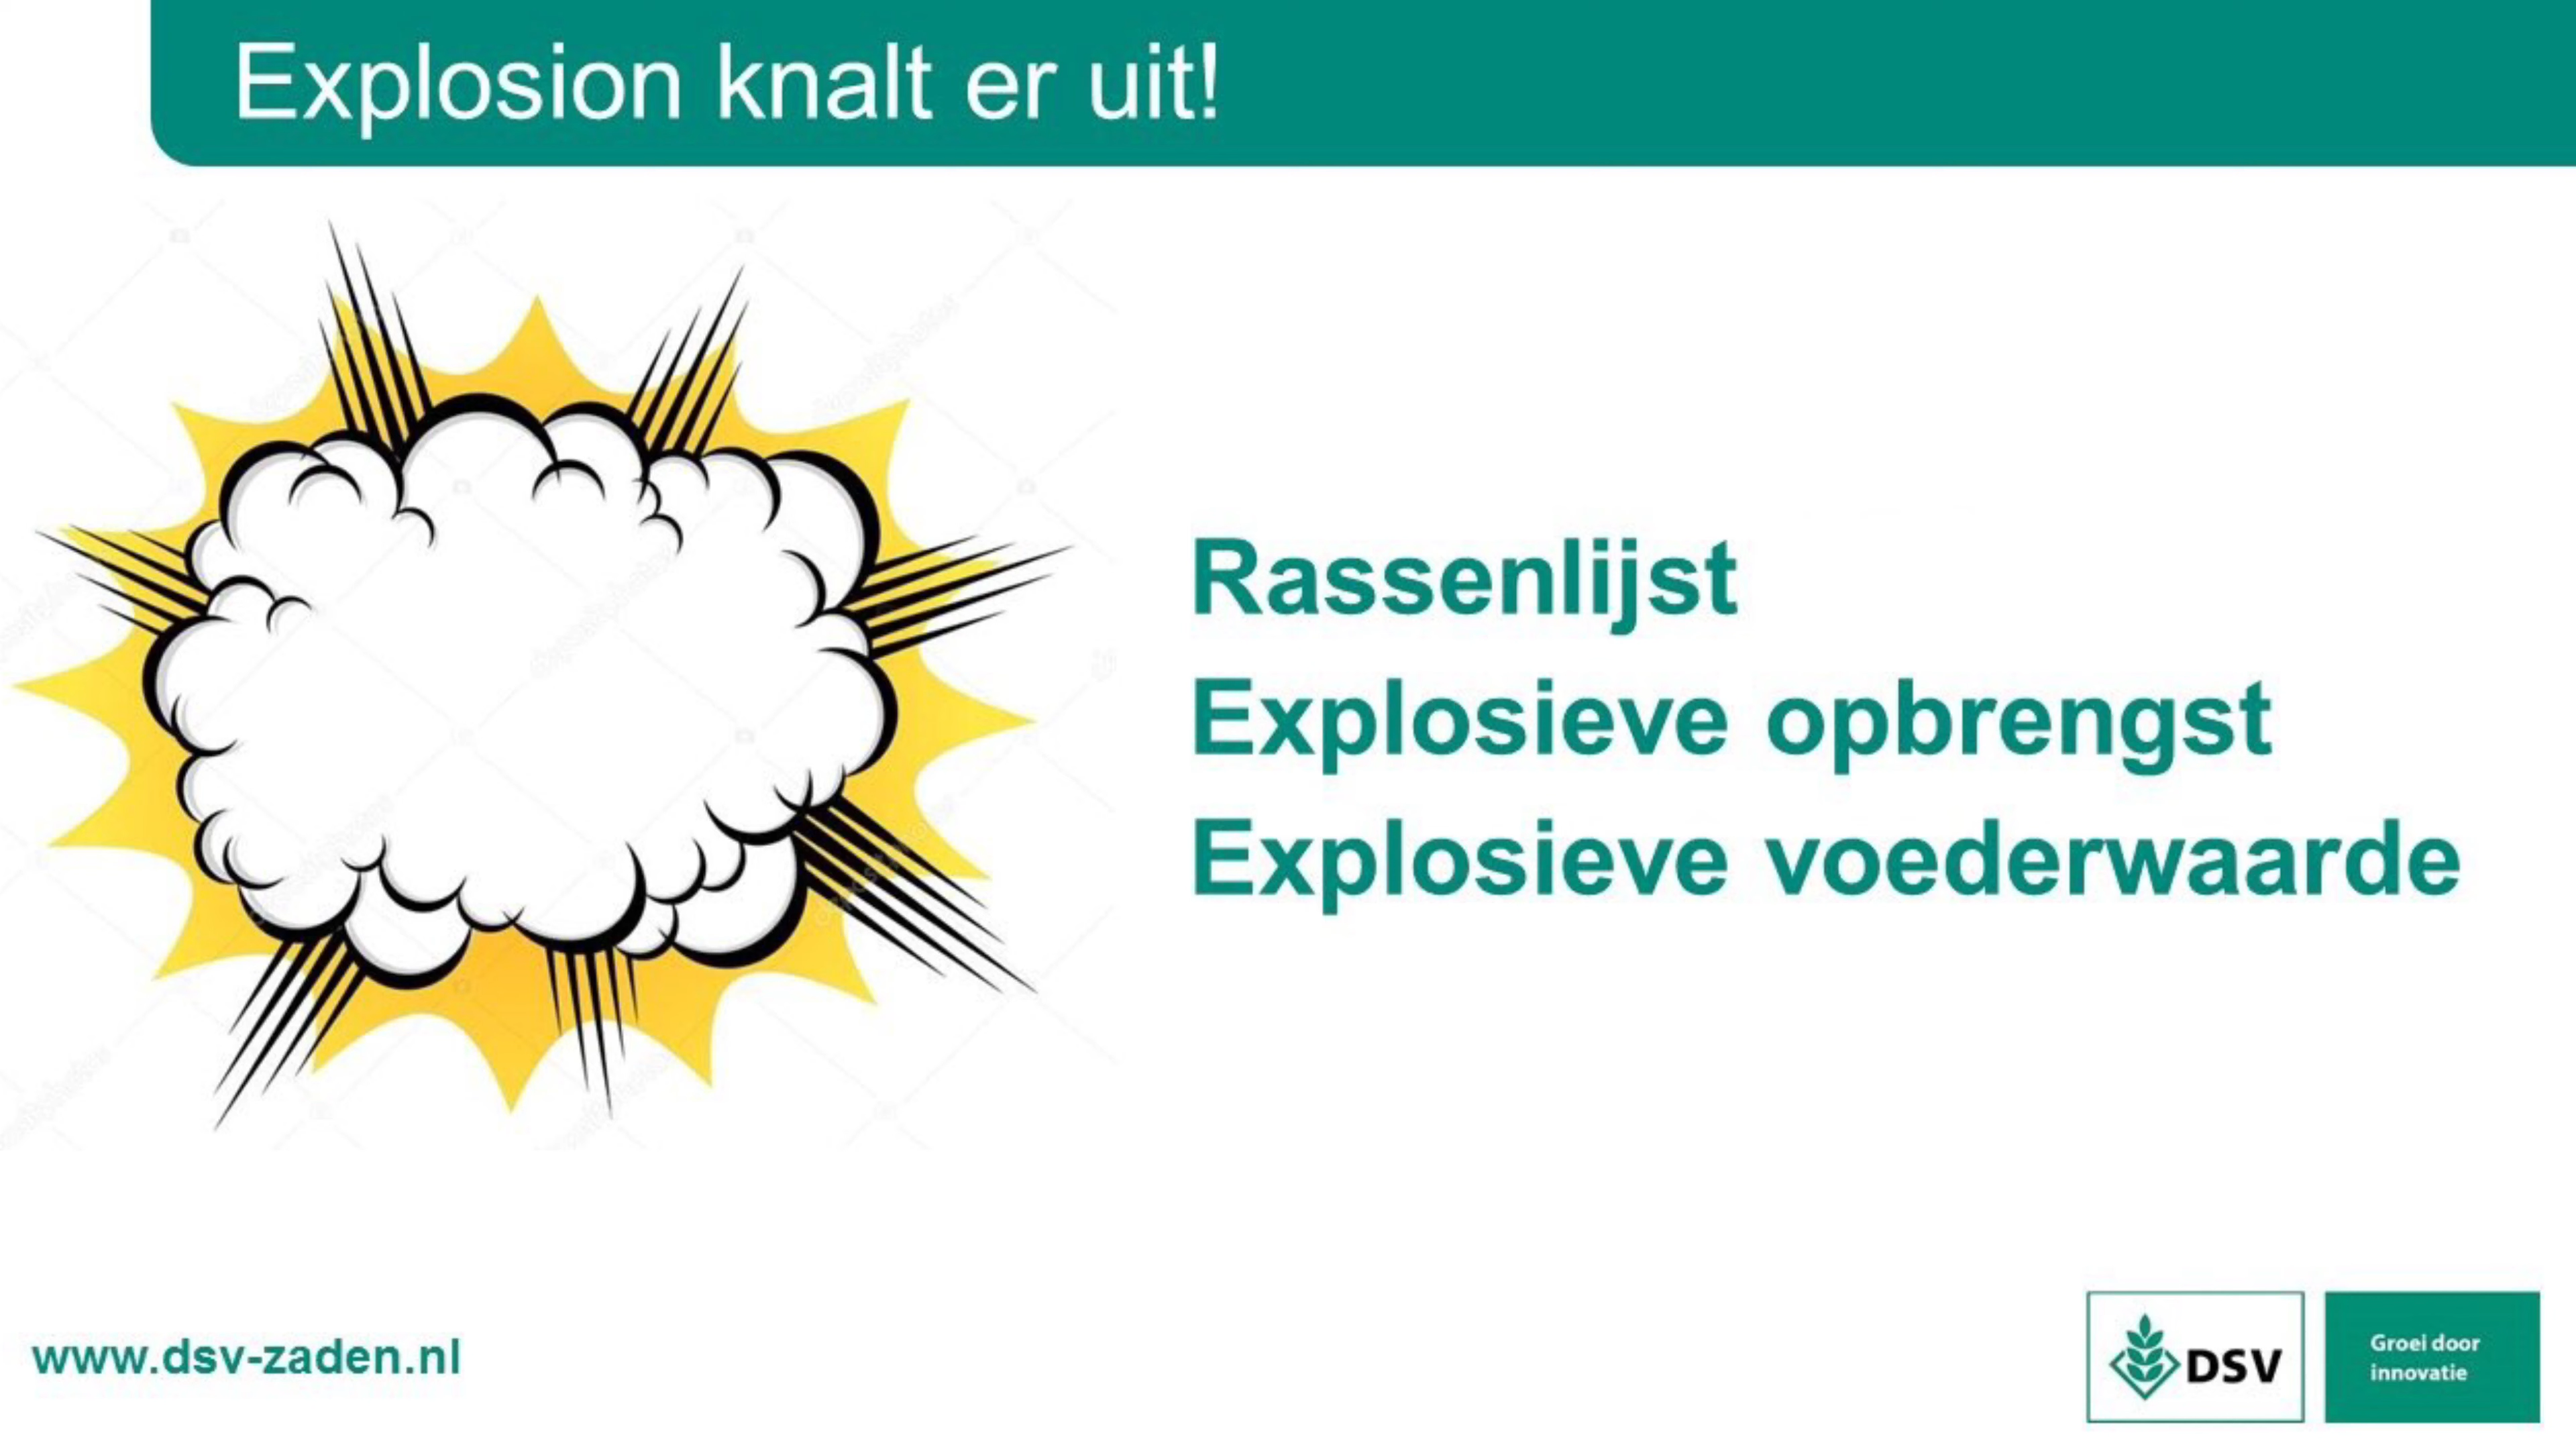 Explosion knalt er uit!
Rassenlijst
Explosieve opbrengst
Explosieve voederwaarde
www.dsv-zaden.nl
DSV
Groei door
innovatie